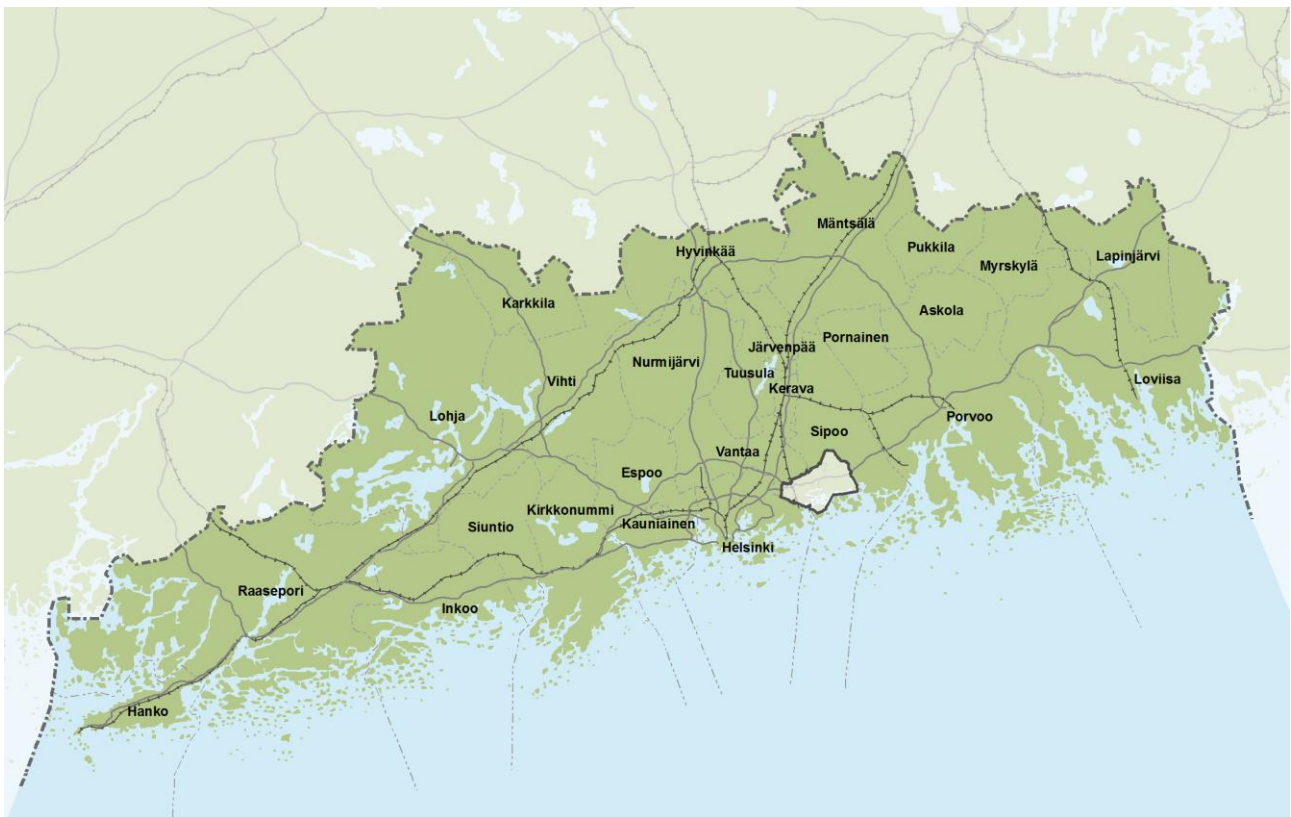 Mäntsälä
Pukkila
Hyvinkää
Myrskylä
Lapinjärvi
Karkkila
Askola
Pornainen
Järvenpää
Nurmijärvi
Tuusula
Vihti
Kerava
Loviisa
Lohja
Porvoo
Sipoo
Vantaa
Espoo
Kirkkonummi
Siuntio
Kauniainen
Helsinki
Raasepori
Inkoo
Hanko